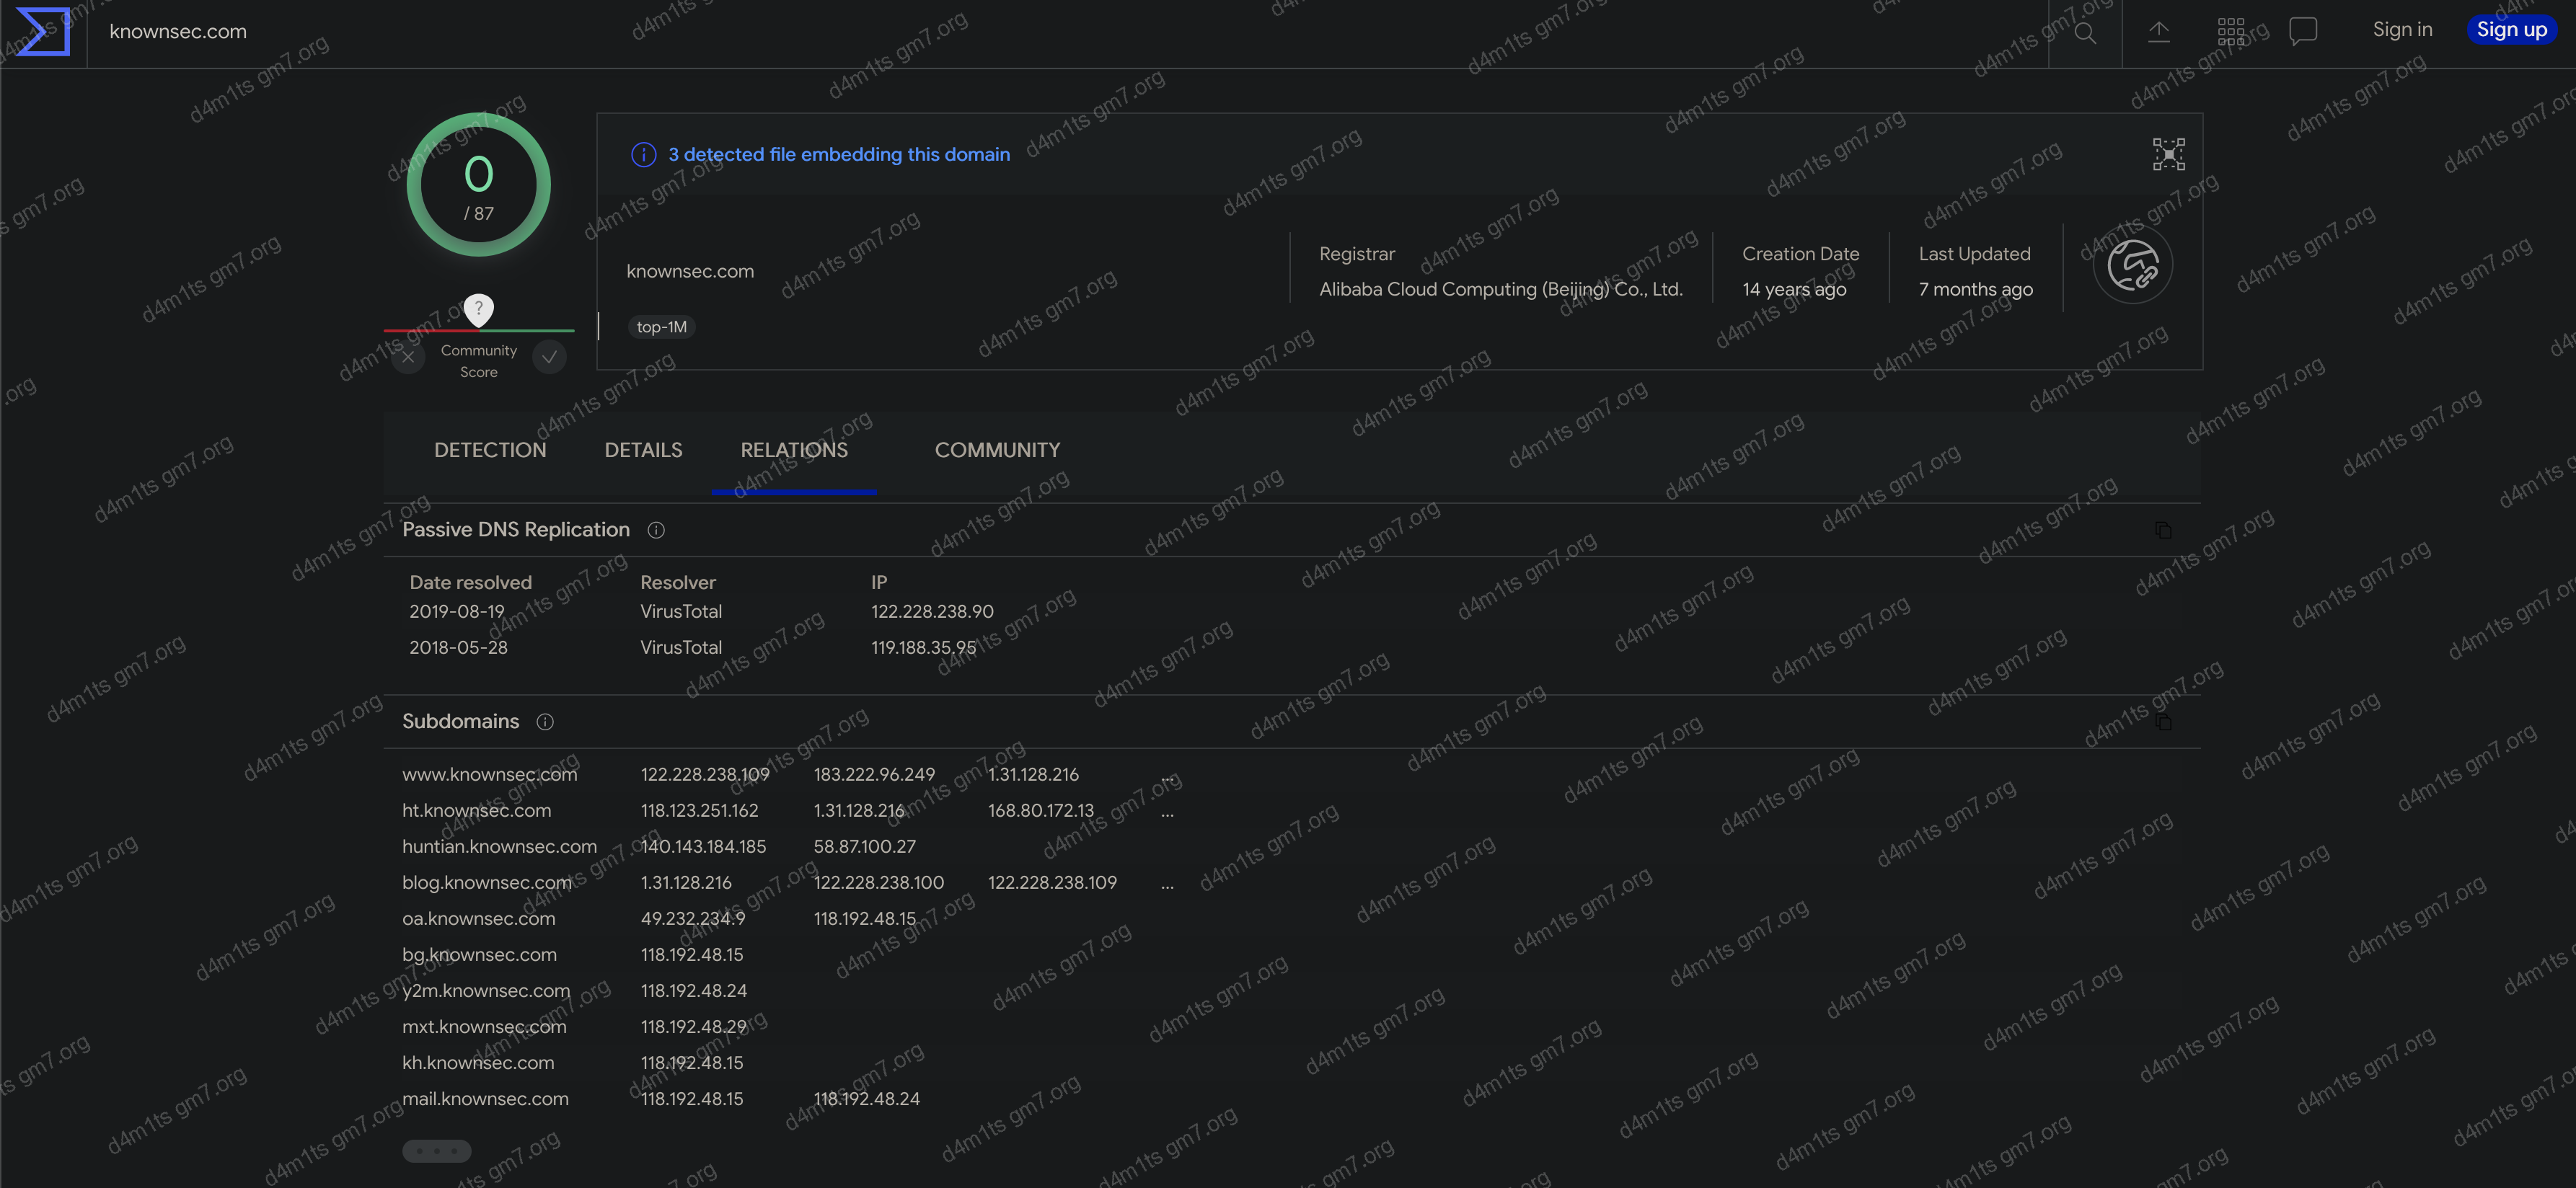 knownsec.com
Sign in
Sign up
0
/ 87
?
Community
Score
3 detected file embedding this domain
knownsec.com
top-1M
Registrar
Alibaba Cloud Computing (Beijing) Co., Ltd.
Creation Date
14 years ago
Last Updated
7 months ago
DETECTION DETAILS RELATIONS COMMUNITY
Passive DNS Replication
Date resolved Resolver IP
2019-08-19 VirusTotal 122.228.238.90
2018-05-28 VirusTotal 119.188.35.95
Subdomains
www.knownsec.com 122.228.238.109 183.222.96.249 1.31.128.216 ...
ht.knownsec.com 118.123.251.162 1.31.128.216 168.80.172.13 ...
huntian.knownsec.com 140.143.184.185 58.87.100.27
blog.knownsec.com 1.31.128.216 122.228.238.100 122.228.238.109 ...
oa.knownsec.com 49.232.234.9 118.192.48.15
bg.knownsec.com 118.192.48.15
y2m.knownsec.com 118.192.48.24
mxt.knownsec.com 118.192.48.29
kh.knownsec.com 118.192.48.15
mail.knownsec.com 118.192.48.15 118.192.48.24
d4m1ts gm7.org